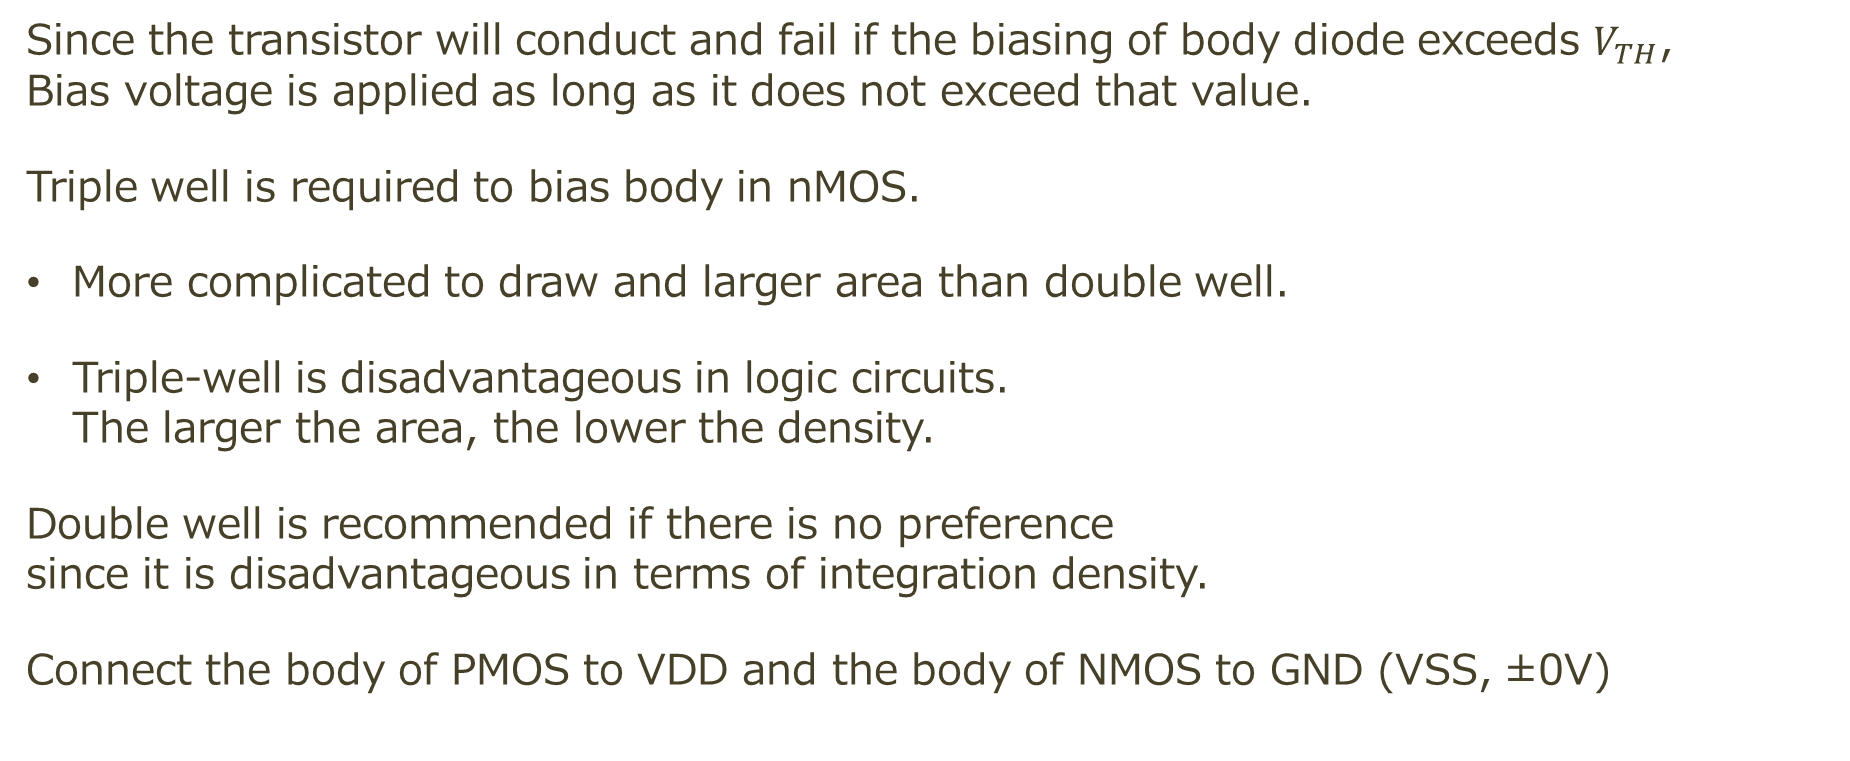 Since the transistor will conduct and fail if the biasing of body diode exceeds V_TH,
Bias voltage is applied as long as it does not exceed that value.
Triple well is required to bias body in nMOS.
• More complicated to draw and larger area than double well.
• Triple-well is disadvantageous in logic circuits.
The larger the area, the lower the density.
Double well is recommended if there is no preference
since it is disadvantageous in terms of integration density.
Connect the body of PMOS to VDD and the body of NMOS to GND (VSS, ±0V)